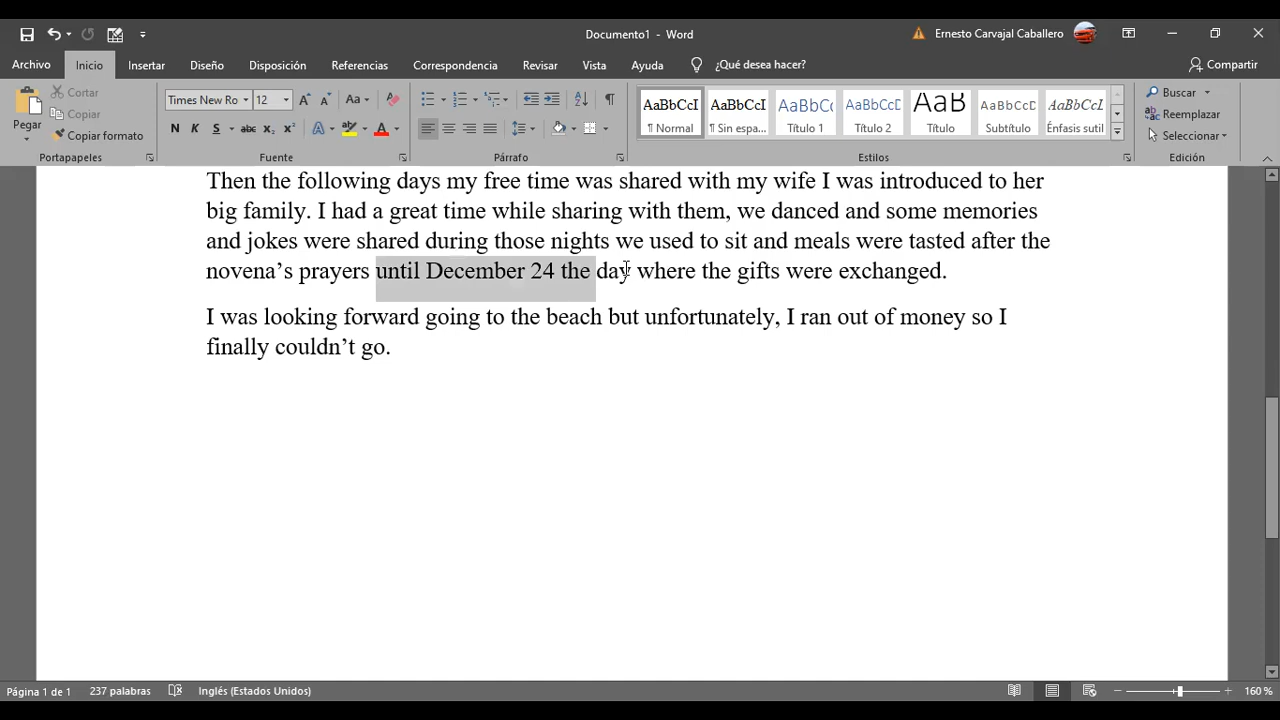 Documento1 - Word
Ernesto Carvajal Caballero
Archivo Inicio Insertar Diseño Disposición Referencias Correspondencia Revisar Vista Ayuda ¿Qué desea hacer? Compartir
Pegar
Cortar
Copiar
Copiar formato
Portapapeles
Times New Ro 12
Aa
N K S abc x₂ x² A A
Fuente
Párrafo
AaBbCcI AaBbCcI AaBbC AaBbCcD AaB AaBbCcD AaBbCcL
¶ Normal ¶ Sin espa... Título 1 Título 2 Título Subtítulo Énfasis sutil
Estilos
Buscar
Reemplazar
Seleccionar
Edición
Then the following days my free time was shared with my wife I was introduced to her
big family. I had a great time while sharing with them, we danced and some memories
and jokes were shared during those nights we used to sit and meals were tasted after the
novena’s prayers until December 24 the day where the gifts were exchanged.
I was looking forward going to the beach but unfortunately, I ran out of money so I
finally couldn’t go.
Página 1 de 1 237 palabras Inglés (Estados Unidos) 160 %